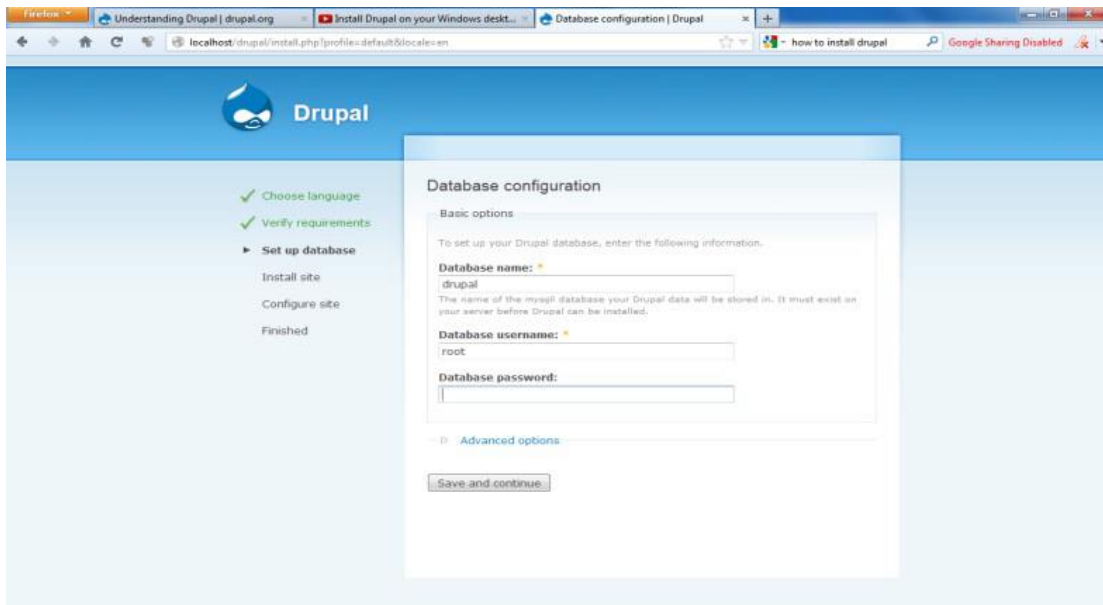 Firefox
Understanding Drupal | drupal.org
Install Drupal on your Windows deskt...
Database configuration | Drupal
localhost/drupal/install.php?profile=default&locale=en
how to install drupal
Google Sharing Disabled
Drupal
Choose language
Verify requirements
Set up database
Install site
Configure site
Finished
Database configuration
Basic options
To set up your Drupal database, enter the following information.
Database name: *
drupal
The name of the mysqli database your Drupal data will be stored in. It must exist on
your server before Drupal can be installed.
Database username: *
root
Database password:
Advanced options
Save and continue